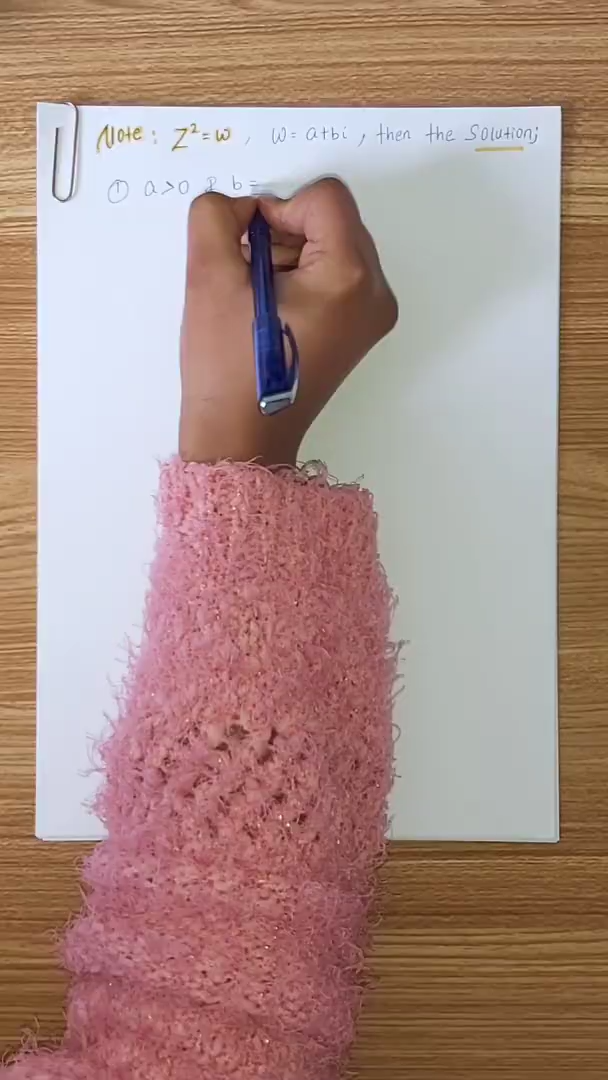 Note: Z²=w, w=a+bi, then the Solution;
① a>0 & b=